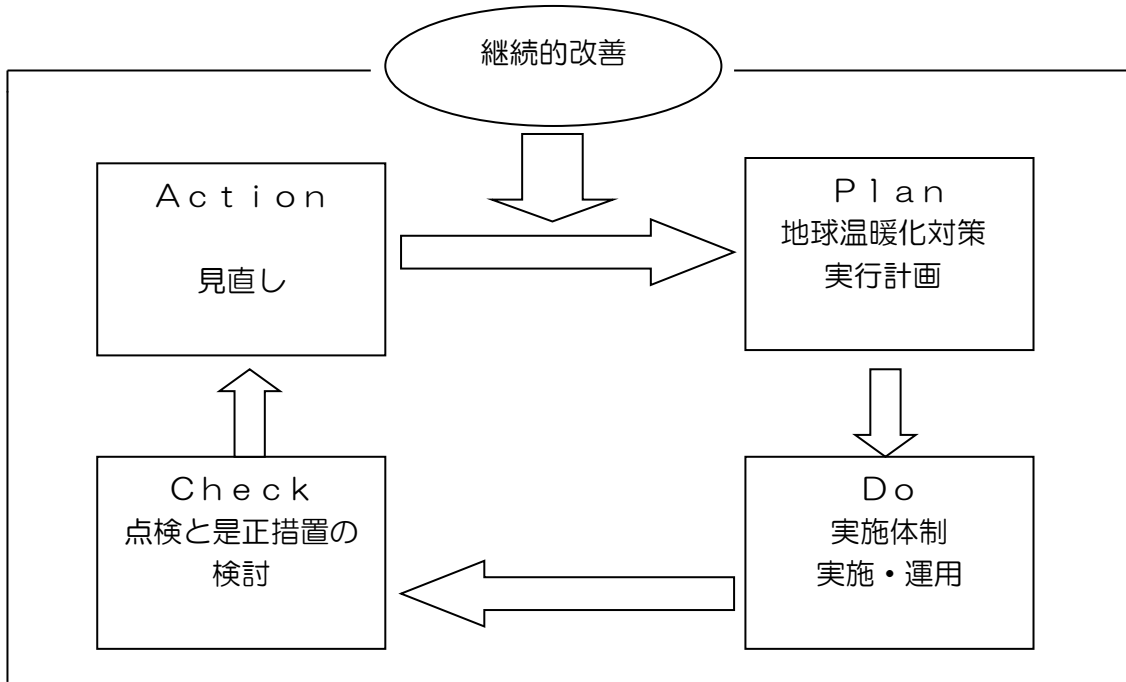 継続的改善
Ａｃｔｉｏｎ
見直し
Ｐｌａｎ
地球温暖化対策
実行計画
Ｃｈｅｃｋ
点検と是正措置の
検討
Ｄｏ
実施体制
実施・運用